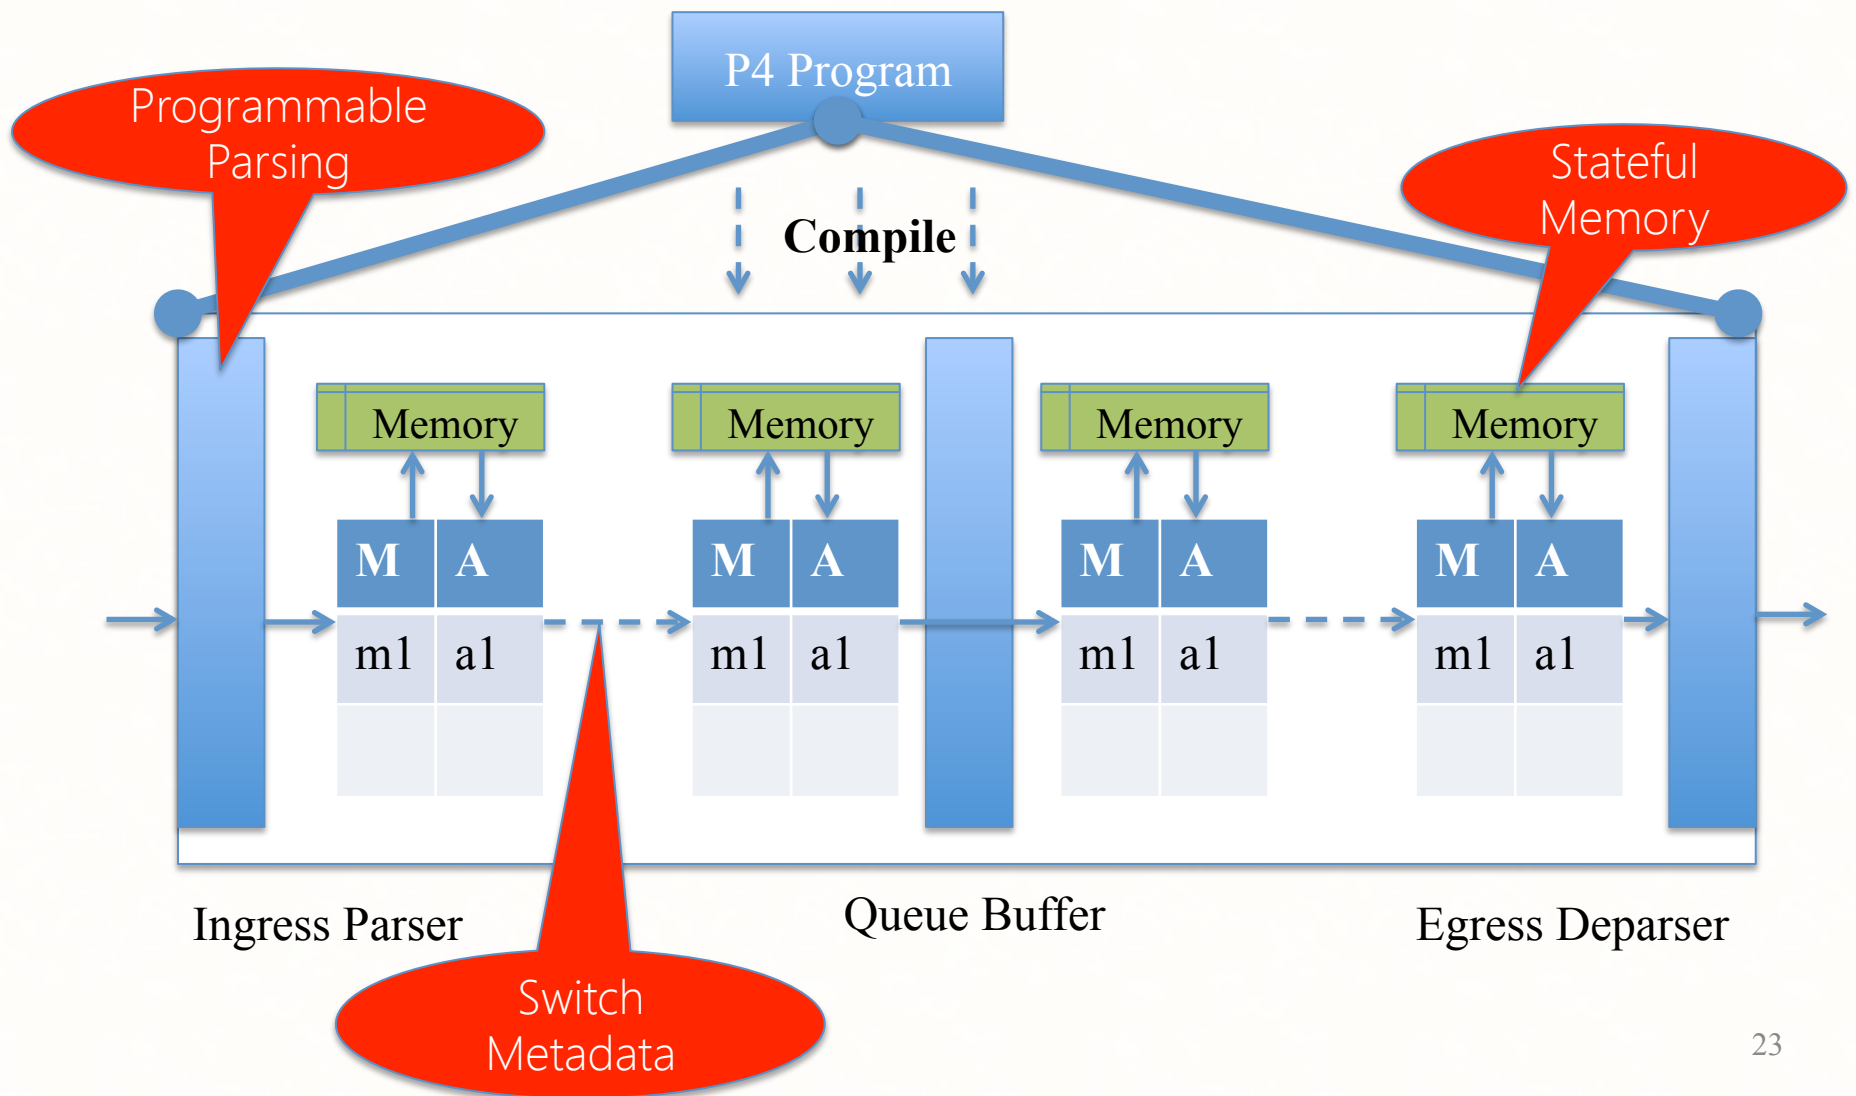 P4 Program
Programmable
Parsing
Stateful
Memory
Compile
Memory
Memory
Memory
Memory
M A
M A
M A
M A
m1 a1
m1 a1
m1 a1
m1 a1
Ingress Parser
Queue Buffer
Egress Deparser
Switch
Metadata
23